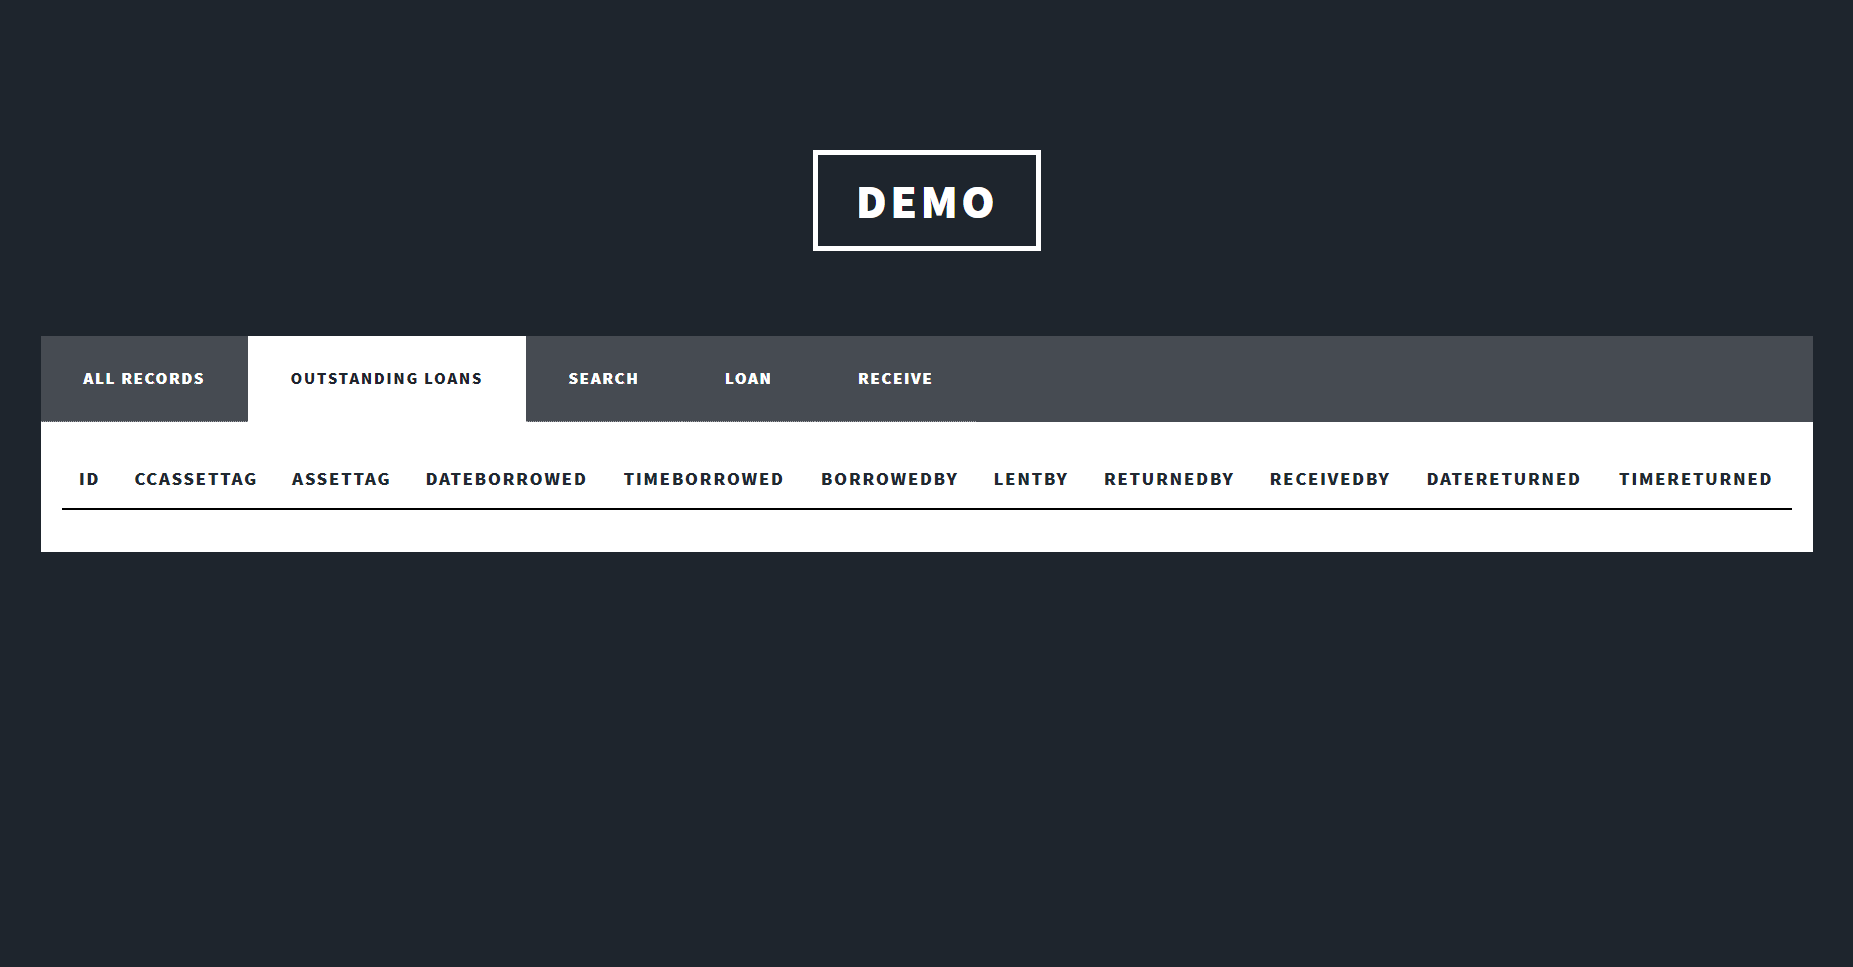 DEMO
ALL RECORDS OUTSTANDING LOANS SEARCH LOAN RECEIVE
ID CCASSETTAG ASSETTAG DATEBORROWED TIMEBORROWED BORROWEDBY LENTBY RETURNEDBY RECEIVEDBY DATERETURNED TIMERETURNED